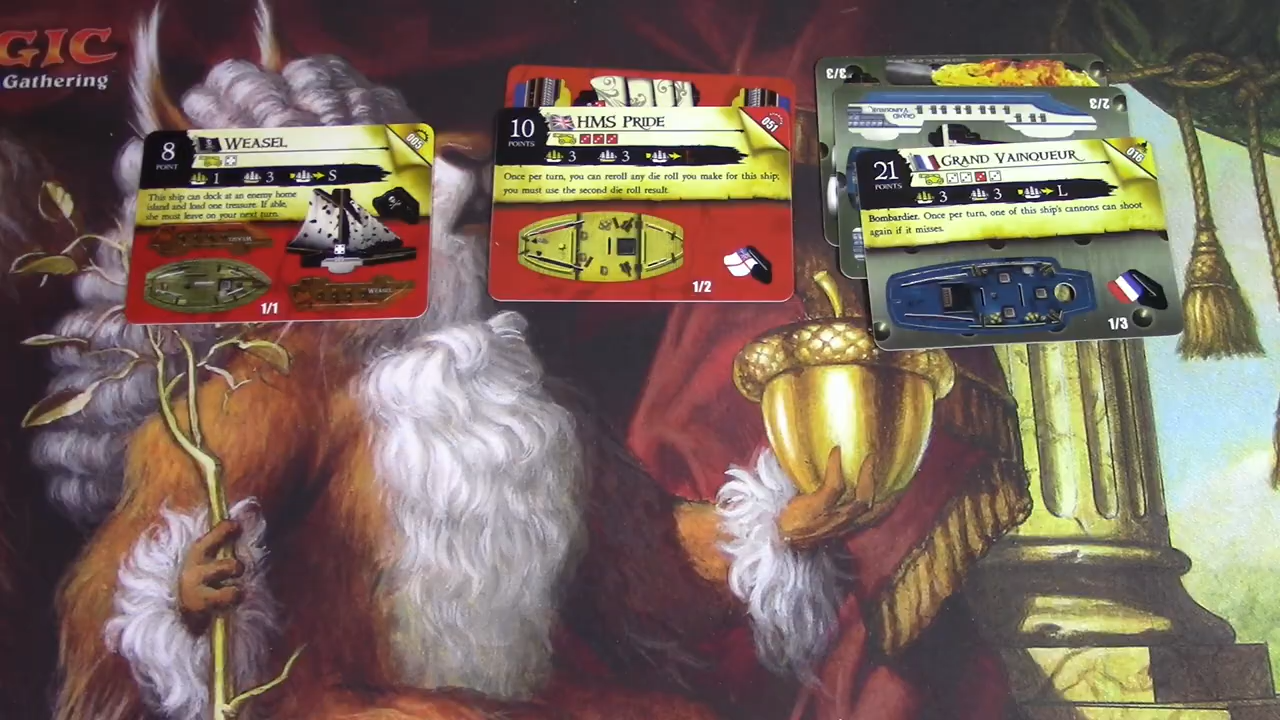 GIC
Gathering
8
POINT
WEASEL
005
1 3 S
This ship can dock at an enemy home
island and load one treasure. If able,
she must leave on your next turn.
WEASEL
1/1
10
POINTS
HMS PRIDE
051
3 3
Once per turn, you can reroll any die roll you make for this ship;
you must use the second die roll result.
1/2
3/3
2/3
GRAND
VAINQUEUR
21
POINTS
GRAND VAINQUEUR
016
3 3 L
Bombardier. Once per turn, one of this ship's cannons can shoot
again if it misses.
1/3